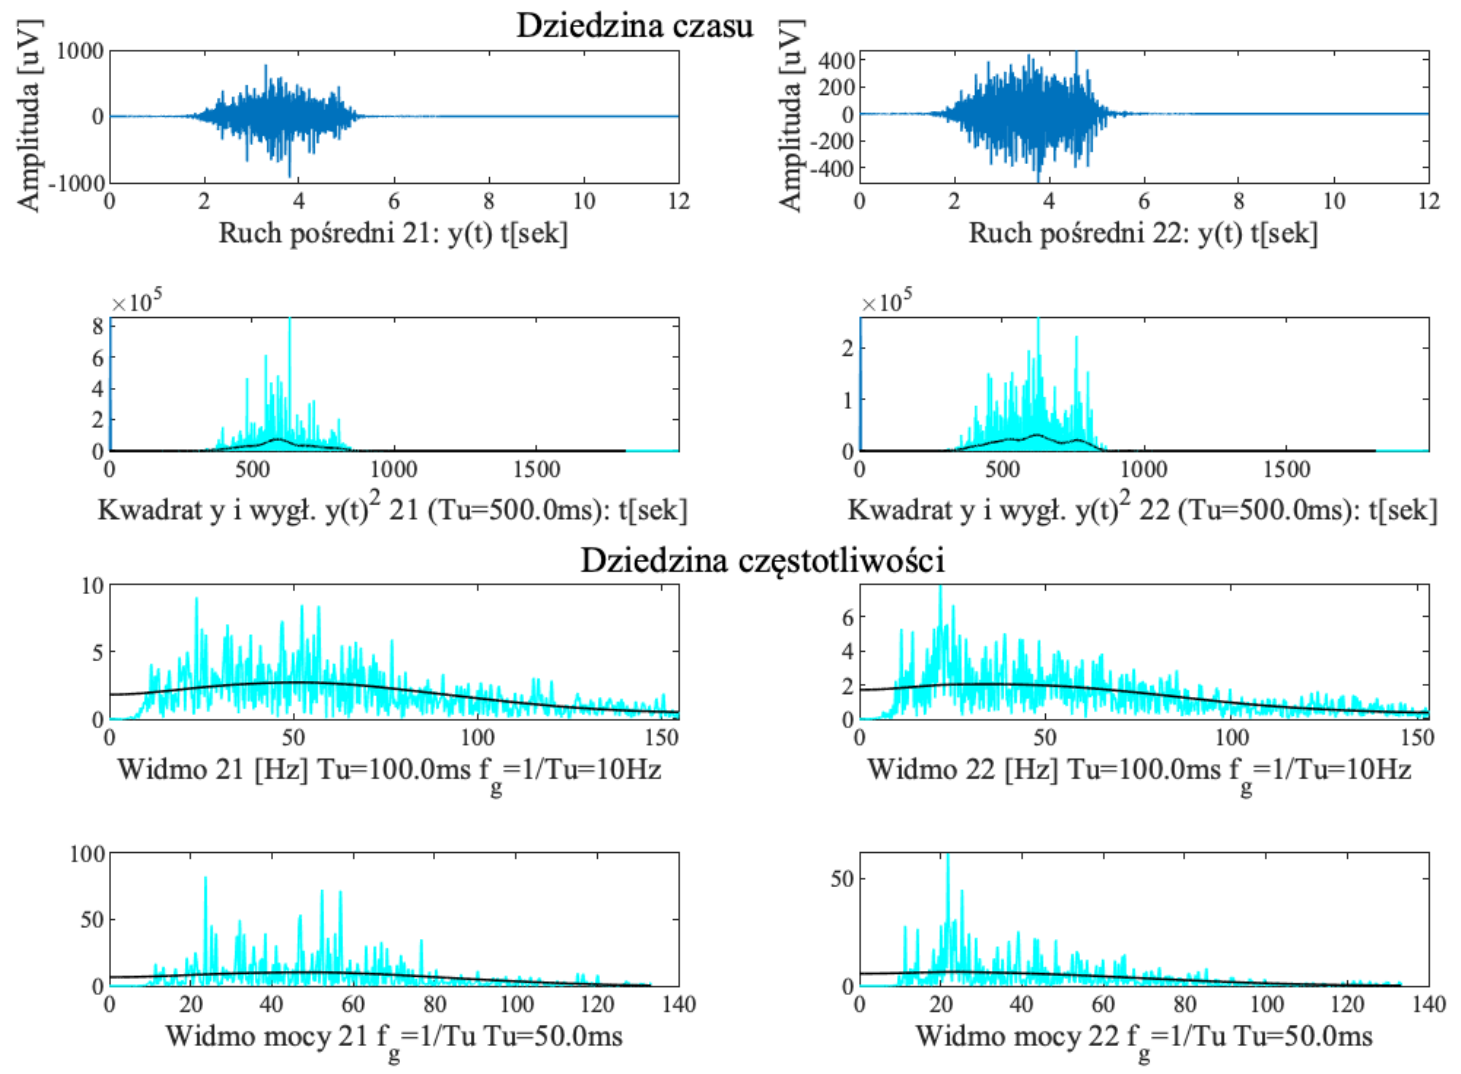 Dziedzina czasu
Amplituda [uV]
1000
0
-1000
0 2 4 6 8 10 12
Ruch pośredni 21: y(t) t[sek]
Amplituda [uV]
400
200
0
-200
-400
0 2 4 6 8 10 12
Ruch pośredni 22: y(t) t[sek]
×10^5
8
6
4
2
0
0 500 1000 1500
Kwadrat y i wygł. y(t)^2 21 (Tu=500.0ms): t[sek]
×10^5
2
1
0
0 500 1000 1500
Kwadrat y i wygł. y(t)^2 22 (Tu=500.0ms): t[sek]
Dziedzina częstotliwości
10
5
0
0 50 100 150
Widmo 21 [Hz] Tu=100.0ms f_g=1/Tu=10Hz
6
4
2
0
0 50 100 150
Widmo 22 [Hz] Tu=100.0ms f_g=1/Tu=10Hz
100
50
0
0 20 40 60 80 100 120 140
Widmo mocy 21 f_g=1/Tu Tu=50.0ms
50
0
0 20 40 60 80 100 120 140
Widmo mocy 22 f_g=1/Tu Tu=50.0ms